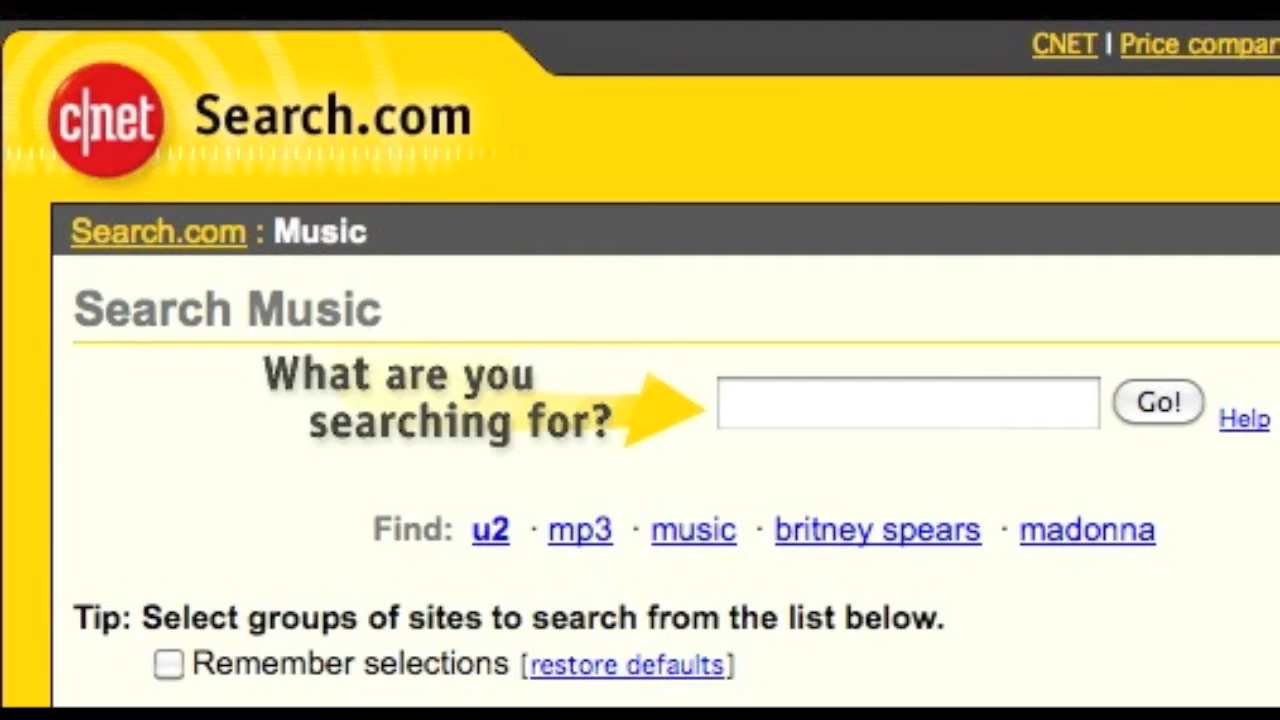 CNET | Price compar
c|net Search.com
Search.com : Music
Search Music
What are you
searching for?
Go!
Help
Find: u2 · mp3 · music · britney spears · madonna
Tip: Select groups of sites to search from the list below.
Remember selections [restore defaults]